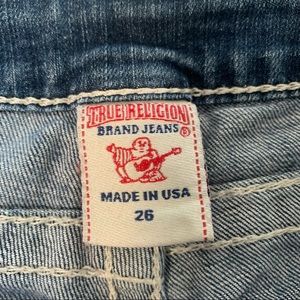 TRUE RELIGION
BRAND JEANS®
MADE IN USA
26